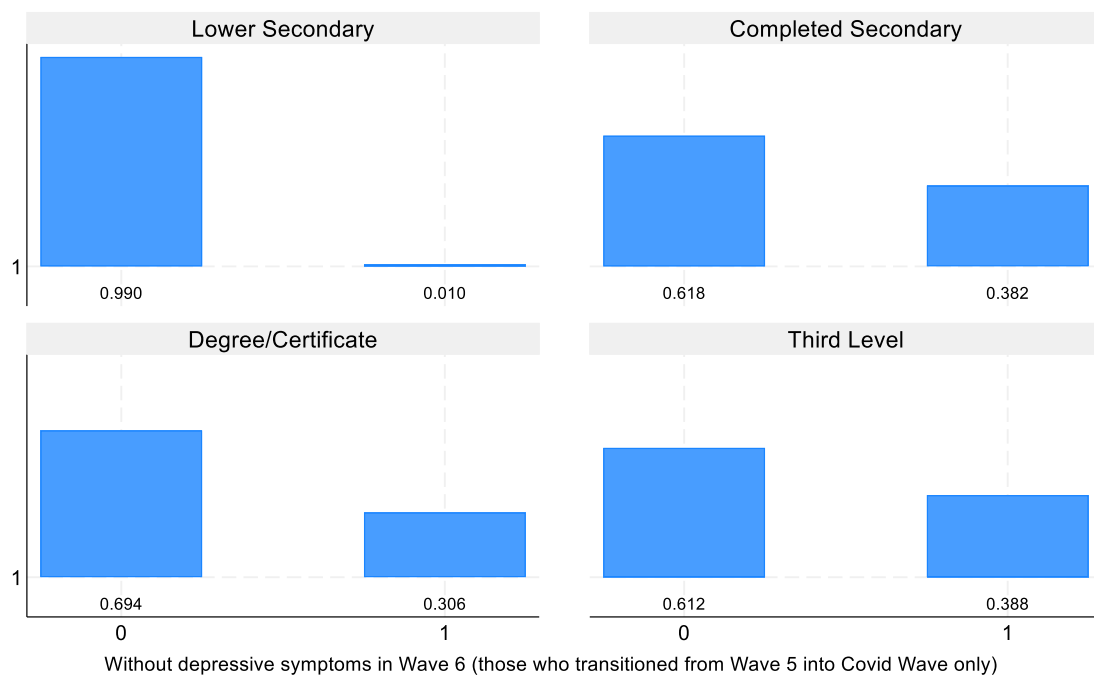 Lower Secondary
Completed Secondary
1
0.990
0.010
0.618
0.382
Degree/Certificate
Third Level
1
0.694
0.306
0.612
0.388
0
1
0
1
Without depressive symptoms in Wave 6 (those who transitioned from Wave 5 into Covid Wave only)